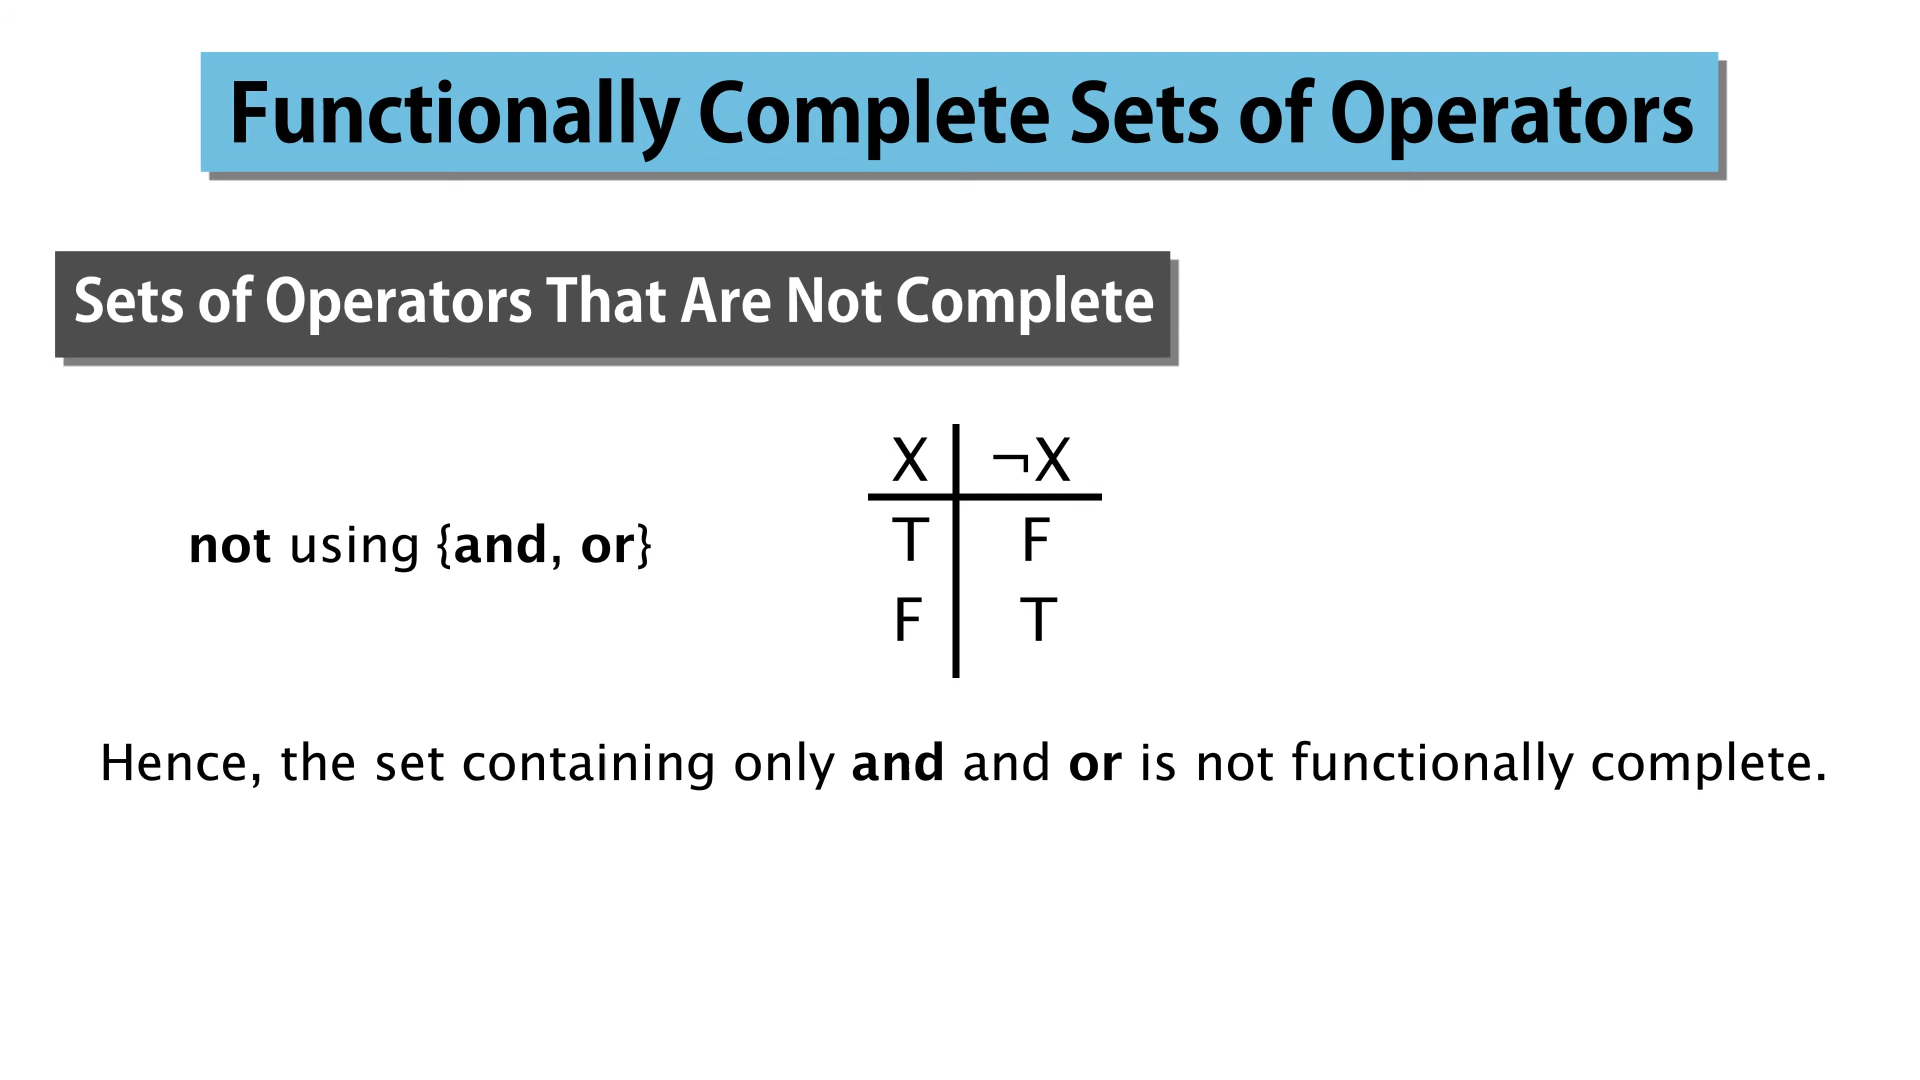 Functionally Complete Sets of Operators
Sets of Operators That Are Not Complete
X ¬X
not using {and, or}
T F
F T
Hence, the set containing only and and or is not functionally complete.